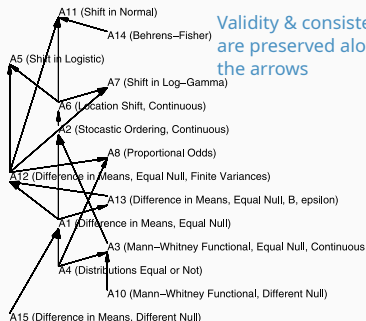 A11 (Shift in Normal)
Validity & consiste
are preserved alo
the arrows
A14 (Behrens–Fisher)
A5 (Shift in Logistic)
A7 (Shift in Log–Gamma)
A6 (Location Shift, Continuous)
A2 (Stocastic Ordering, Continuous)
A8 (Proportional Odds)
A12 (Difference in Means, Equal Null, Finite Variances)
A13 (Difference in Means, Equal Null, B, epsilon)
A1 (Difference in Means, Equal Null)
A3 (Mann–Whitney Functional, Equal Null, Continuous
A4 (Distributions Equal or Not)
A10 (Mann–Whitney Functional, Different Null)
A15 (Difference in Means, Different Null)